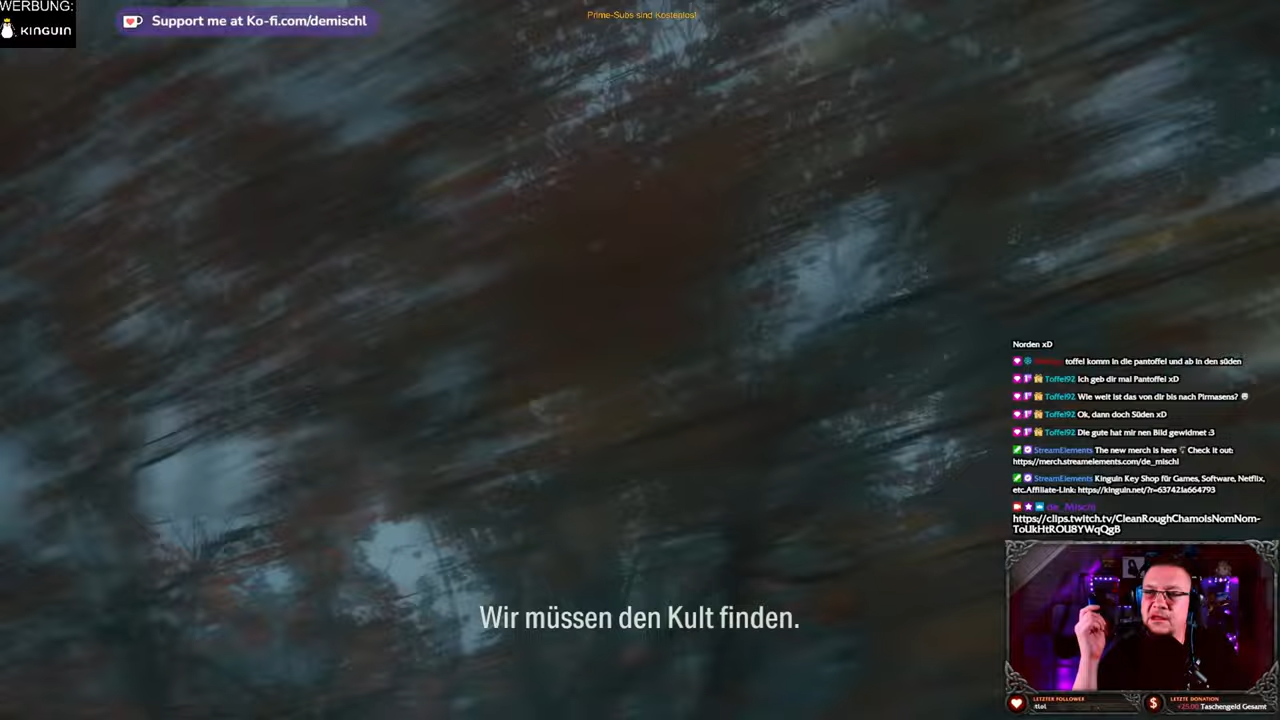 WERBUNG:
KINGUIN
Support me at Ko-fi.com/demischl
Prime-Subs sind Kostenlos!
Norden xD
toffel komm in die pantoffel und ab in den süden
Toffel92 Ich geb dir mal Pantoffel xD
Toffel92 Wie weit ist das von dir bis nach Pirmasens?
Toffel92 Ok, dann doch Süden xD
Toffel92 Die gute hat mir nen Bild gewidmet :3
StreamElements The new merch is here Check it out:
https://merch.streamelements.com/de_mischl
StreamElements Kinguin Key Shop für Games, Software, Netflix,
etc.Affiliate-Link: https://kinguin.net/?r=637421a664793
de_Mischl
https://clips.twitch.tv/CleanRoughChamoisNomNom-
ToUkHtROU8YWqQgB
Wir müssen den Kult finden.
LETZTER FOLLOWER
LETZTE DONATION
Taschengeld Gesamt